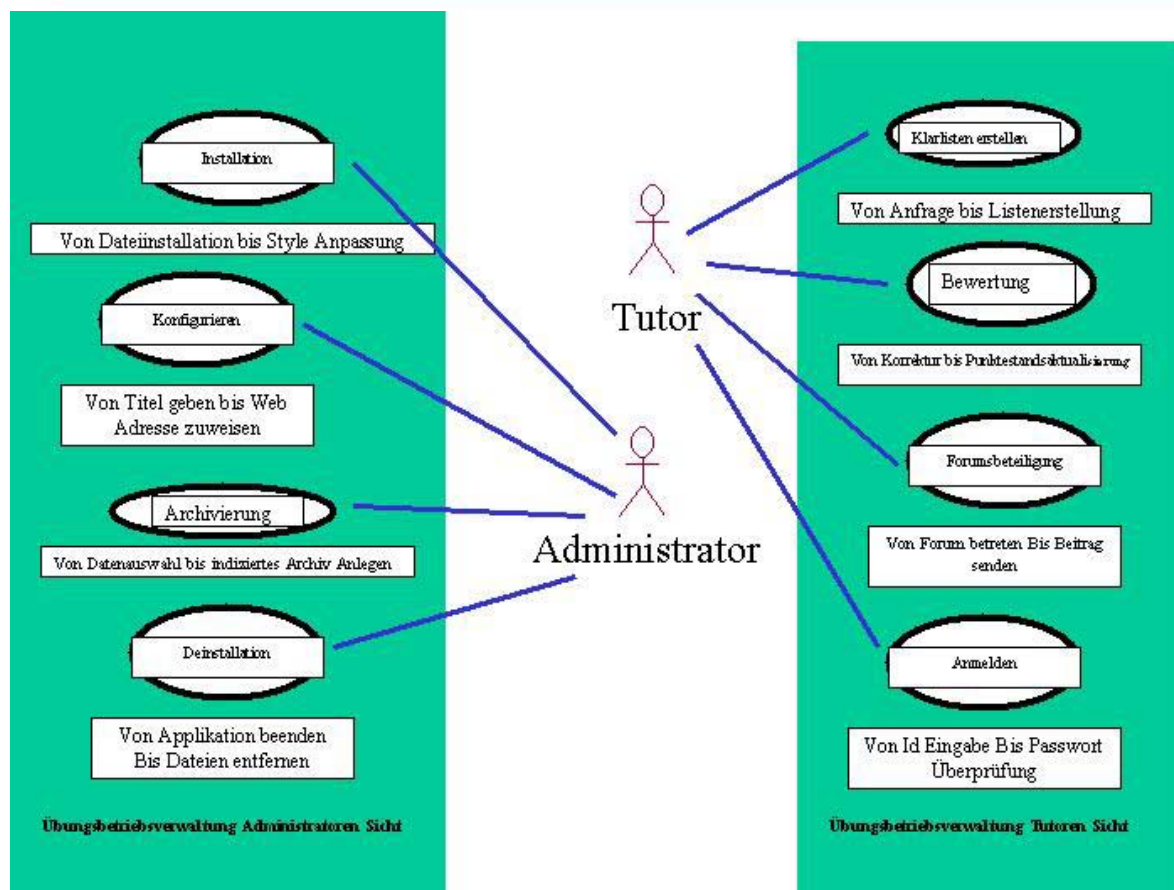 Installation
Von Dateiinstallation bis Style Anpassung
Konfigurieren
Von Titel geben bis Web
Adresse zuweisen
Archivierung
Von Datenauswahl bis indiziertes Archiv Anlegen
Deinstallation
Von Applikation beenden
Bis Dateien entfernen
Übungsbetriebsverwaltung Administratoren Sicht
Tutor
Administrator
Klarlisten erstellen
Von Anfrage bis Listenerstellung
Bewertung
Von Korrektur bis Punktestandsaktualisierung
Forumsbeteiligung
Von Forum betreten Bis Beitrag
senden
Anmelden
Von Id Eingabe Bis Passwort
Überprüfung
Übungsbetriebsverwaltung Tutoren Sicht